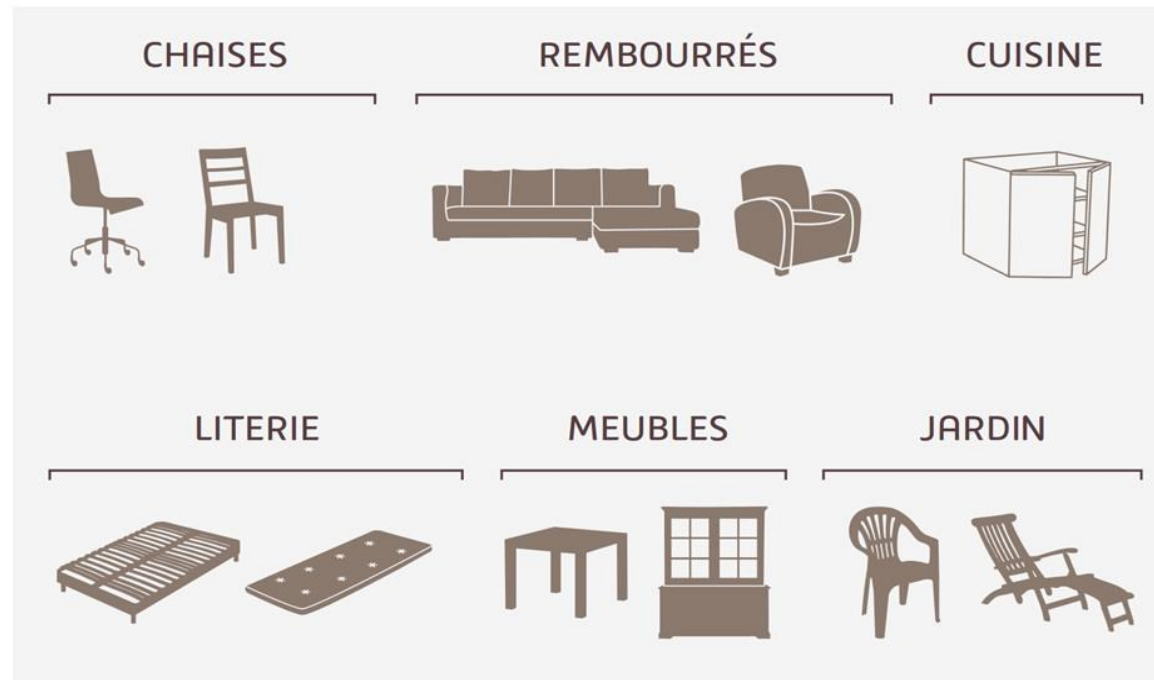 CHAISES
REMBOURRÉS
CUISINE
LITERIE
MEUBLES
JARDIN